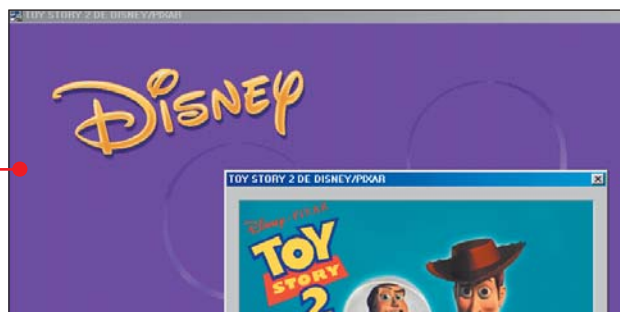 TOY STORY 2 DE DISNEY/PIXAR
DISNEY
TOY STORY 2 DE DISNEY/PIXAR
Disney•PIXAR
TOY
STORY
2